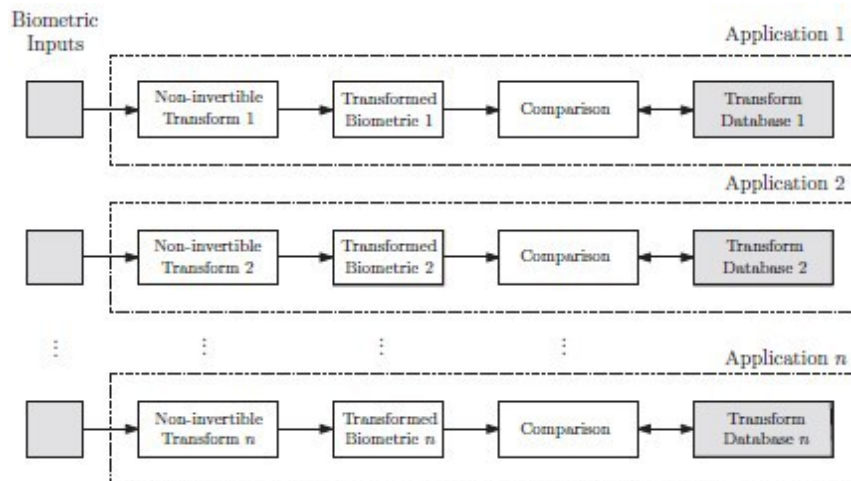 Biometric
Inputs
Application 1
Non-invertible
Transform 1
Transformed
Biometric 1
Comparison
Transform
Database 1
Application 2
Non-invertible
Transform 2
Transformed
Biometric 2
Comparison
Transform
Database 2
Application n
Non-invertible
Transform n
Transformed
Biometric n
Comparison
Transform
Database n